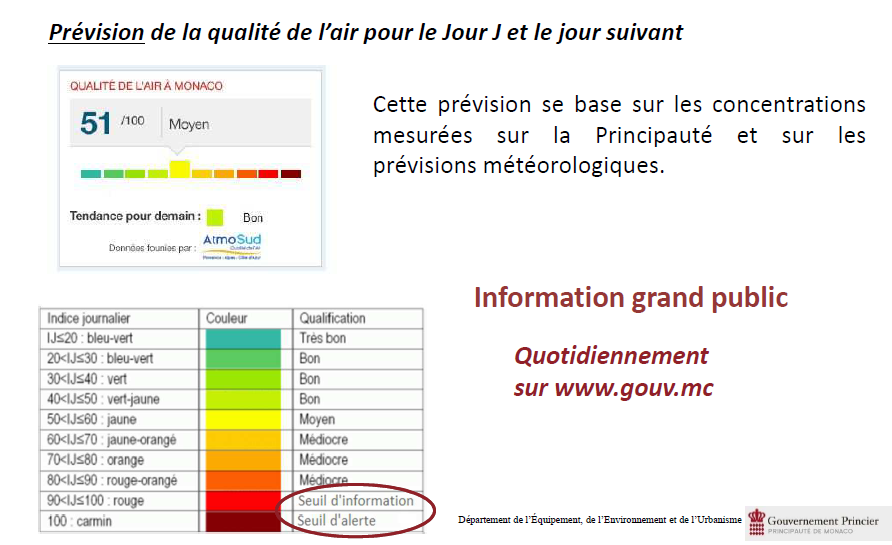 Prévision de la qualité de l’air pour le Jour J et le jour suivant
QUALITÉ DE L'AIR À MONACO
51 /100 Moyen
Tendance pour demain : Bon
Données founies par : AtmoSud
Provence - Alpes - Côte d'Azur
Cette prévision se base sur les concentrations
mesurées sur la Principauté et sur les
prévisions météorologiques.
Information grand public
Quotidiennement
sur www.gouv.mc
Indice journalier Couleur Qualification
IJ≤20 : bleu-vert Très bon
20<IJ≤30 : bleu-vert Bon
30<IJ≤40 : vert Bon
40<IJ≤50 : vert-jaune Bon
50<IJ≤60 : jaune Moyen
60<IJ≤70 : jaune-orangé Médiocre
70<IJ≤80 : orange Médiocre
80<IJ≤90 : rouge-orangé Médiocre
90<IJ≤100 : rouge Seuil d'information
100 : carmin Seuil d'alerte
Département de l’Équipement, de l’Environnement et de l’Urbanisme
Gouvernement Princier
PRINCIPAUTÉ DE MONACO